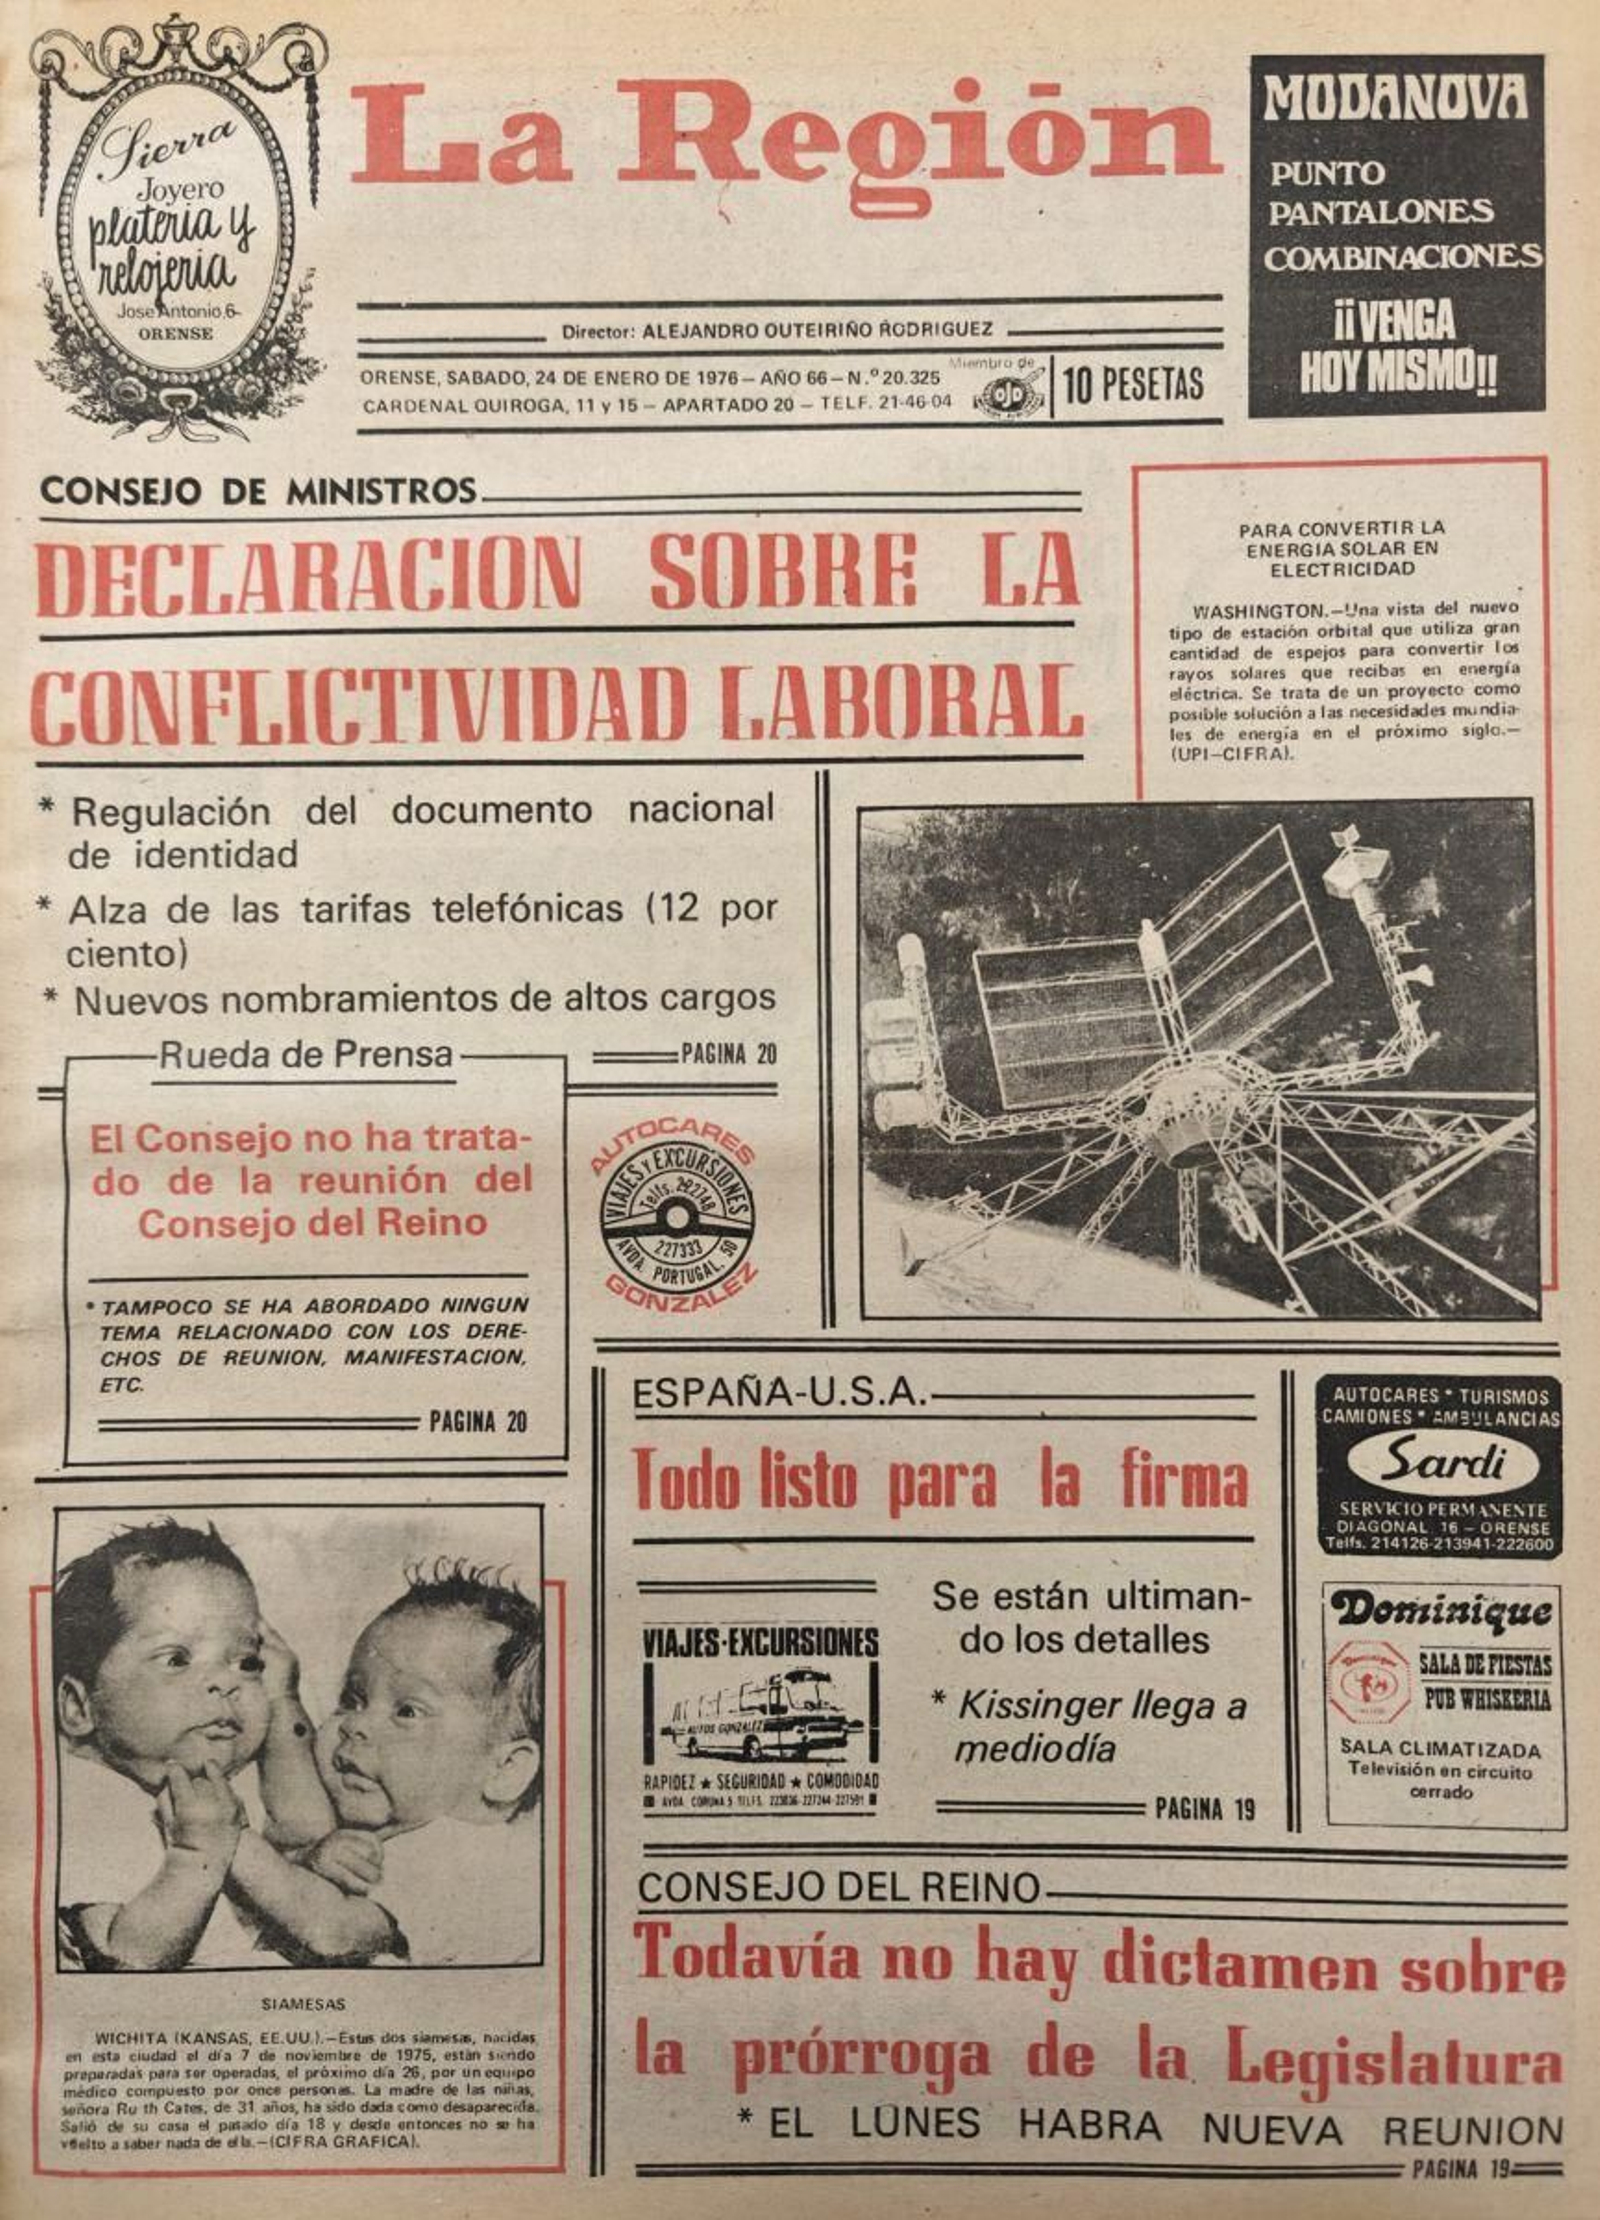 Sierra
Joyero
platería y
relojería
Jose Antonio,6-
ORENSE
La Región
MODANOVA
PUNTO
PANTALONES
COMBINACIONES
¡¡VENGA
HOY MISMO!!
Director: ALEJANDRO OUTEIRIÑO RODRIGUEZ
ORENSE, SABADO, 24 DE ENERO DE 1976 – AÑO 66 – N.º 20.325
CARDENAL QUIROGA, 11 y 15 – APARTADO 20 – TELF. 21-46-04
Miembro de
OJD
10 PESETAS
CONSEJO DE MINISTROS
DECLARACION SOBRE LA
CONFLICTIVIDAD LABORAL
* Regulación del documento nacional
de identidad
* Alza de las tarifas telefónicas (12 por
ciento)
* Nuevos nombramientos de altos cargos
PAGINA 20
PARA CONVERTIR LA
ENERGIA SOLAR EN
ELECTRICIDAD
WASHINGTON.—Una vista del nuevo
tipo de estación orbital que utiliza gran
cantidad de espejos para convertir los
rayos solares que recibas en energía
eléctrica. Se trata de un proyecto como
posible solución a las necesidades mundia-
les de energía en el próximo siglo.—
(UPI—CIFRA).
Rueda de Prensa
El Consejo no ha trata-
do de la reunión del
Consejo del Reino
* TAMPOCO SE HA ABORDADO NINGUN
TEMA RELACIONADO CON LOS DERE-
CHOS DE REUNION, MANIFESTACION,
ETC.
PAGINA 20
AUTOCARES
VIAJES Y EXCURSIONES
Telfs. 222748
227333
AVDA. PORTUGAL, 50
GONZALEZ
ESPAÑA-U.S.A.
Todo listo para la firma
Se están ultiman-
do los detalles
* Kissinger llega a
mediodía
PAGINA 19
VIAJES·EXCURSIONES
AUTOS GONZALEZ
RAPIDEZ ★ SEGURIDAD ★ COMODIDAD
AVDA. CORUÑA 5 TELFS. 223836-227244-227591
AUTOCARES * TURISMOS
CAMIONES * AMBULANCIAS
Sardi
SERVICIO PERMANENTE
DIAGONAL 16 – ORENSE
Telfs. 214126-213941-222600
Dominique
SALA DE FIESTAS
PUB WHISKERIA
SALA CLIMATIZADA
Televisión en circuito
cerrado
SIAMESAS
WICHITA (KANSAS, EE.UU.).—Estas dos siamesas, nacidas
en esta ciudad el día 7 de noviembre de 1975, están siendo
preparadas para ser operadas, el próximo día 26, por un equipo
médico compuesto por once personas. La madre de las niñas,
señora Ru th Cates, de 31 años, ha sido dada como desaparecida.
Salió de su casa el pasado día 18 y desde entonces no se ha
vuelto a saber nada de ella.—(CIFRA GRAFICA).
CONSEJO DEL REINO
Todavía no hay dictamen sobre
la prórroga de la Legislatura
* EL LUNES HABRA NUEVA REUNION
PAGINA 19